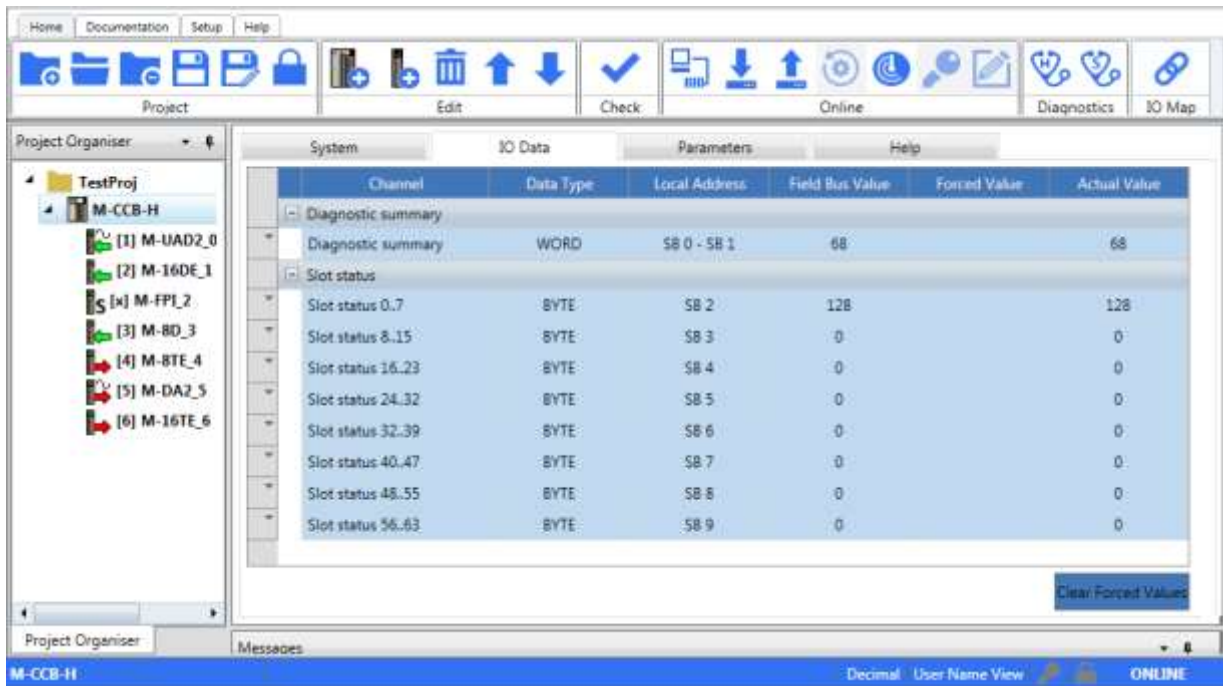 Home Documentation Setup Help
Project Edit Check Online Diagnostics IO Map
Project Organiser
TestProj
M-CCB-H
[1] M-UAD2_0
[2] M-16DE_1
S [x] M-FPI_2
[3] M-8D_3
[4] M-8TE_4
[5] M-DA2_5
[6] M-16TE_6
Project Organiser
System IO Data Parameters Help
Channel Data Type Local Address Field Bus Value Forced Value Actual Value
Diagnostic summary
Diagnostic summary WORD SB 0 - SB 1 68 68
Slot status
Slot status 0..7 BYTE SB 2 128 128
Slot status 8..15 BYTE SB 3 0 0
Slot status 16..23 BYTE SB 4 0 0
Slot status 24..32 BYTE SB 5 0 0
Slot status 32..39 BYTE SB 6 0 0
Slot status 40..47 BYTE SB 7 0 0
Slot status 48..55 BYTE SB 8 0 0
Slot status 56..63 BYTE SB 9 0 0
Clear Forced Values
Messages
M-CCB-H Decimal User Name View ONLINE